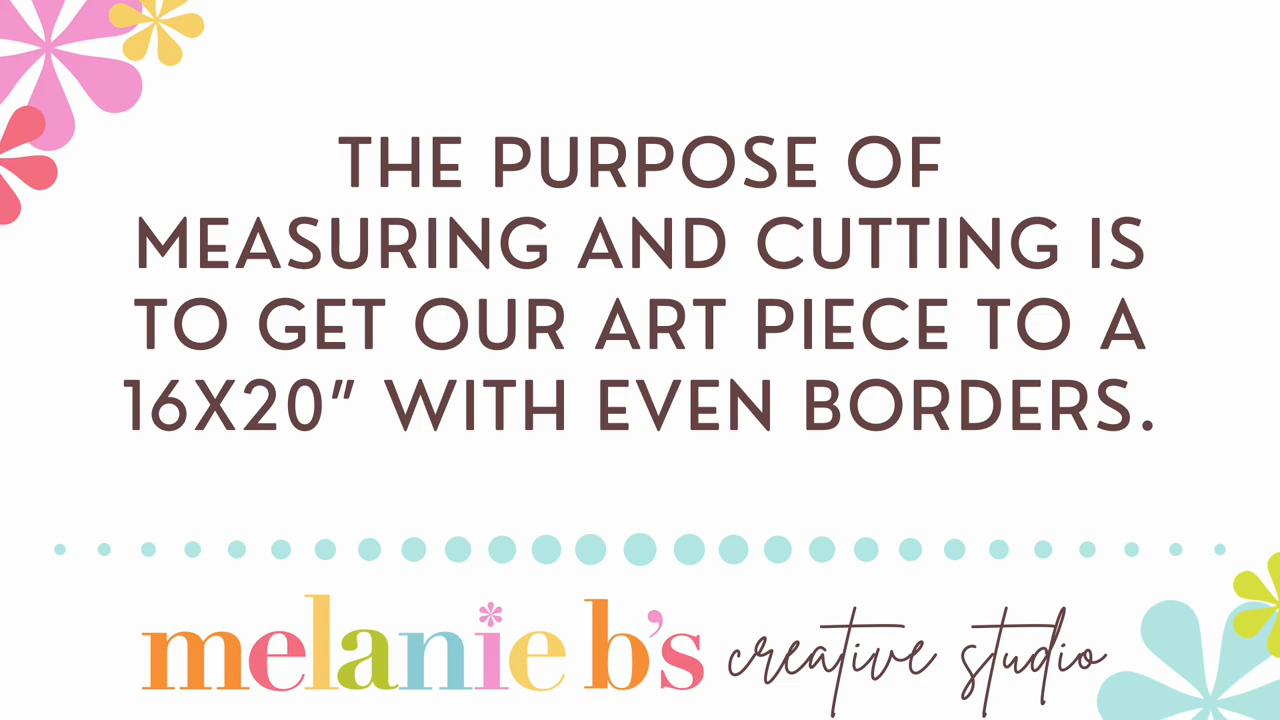 THE PURPOSE OF
MEASURING AND CUTTING IS
TO GET OUR ART PIECE TO A
16X20" WITH EVEN BORDERS.
melanie b's creative studio